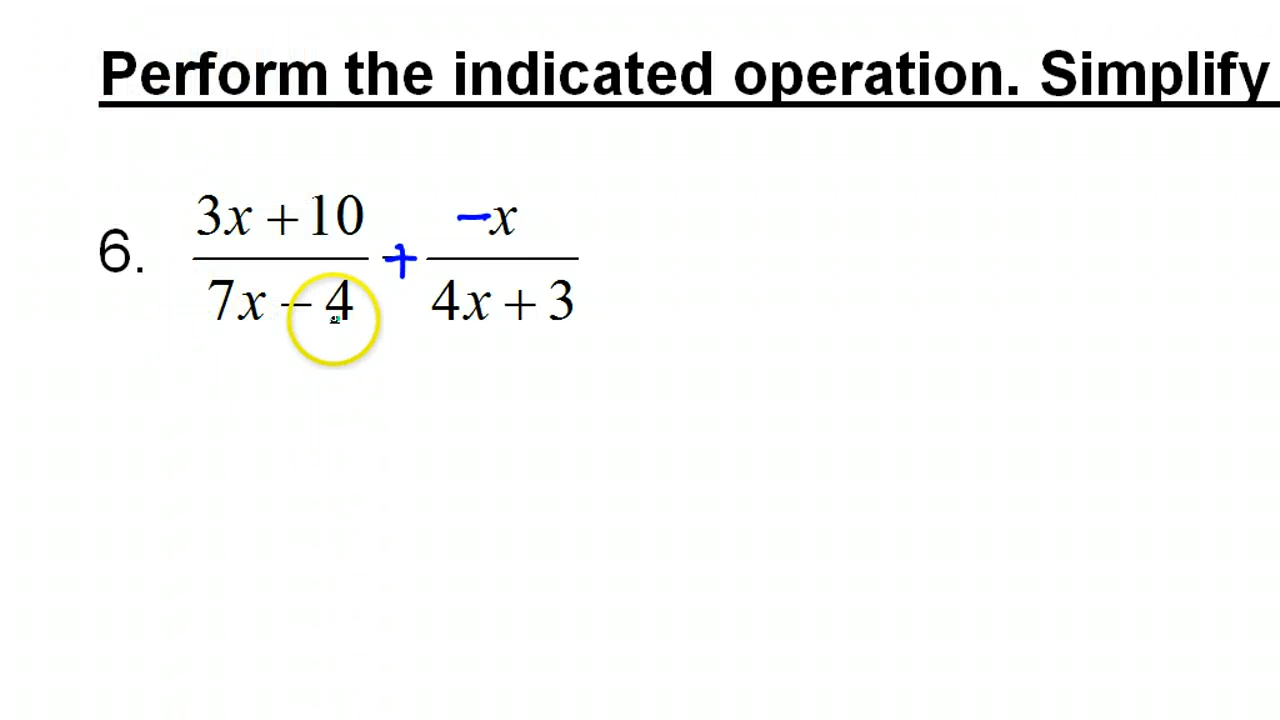 Perform the indicated operation. Simplify
3x + 10 -x
6. +
7x - 4 4x + 3